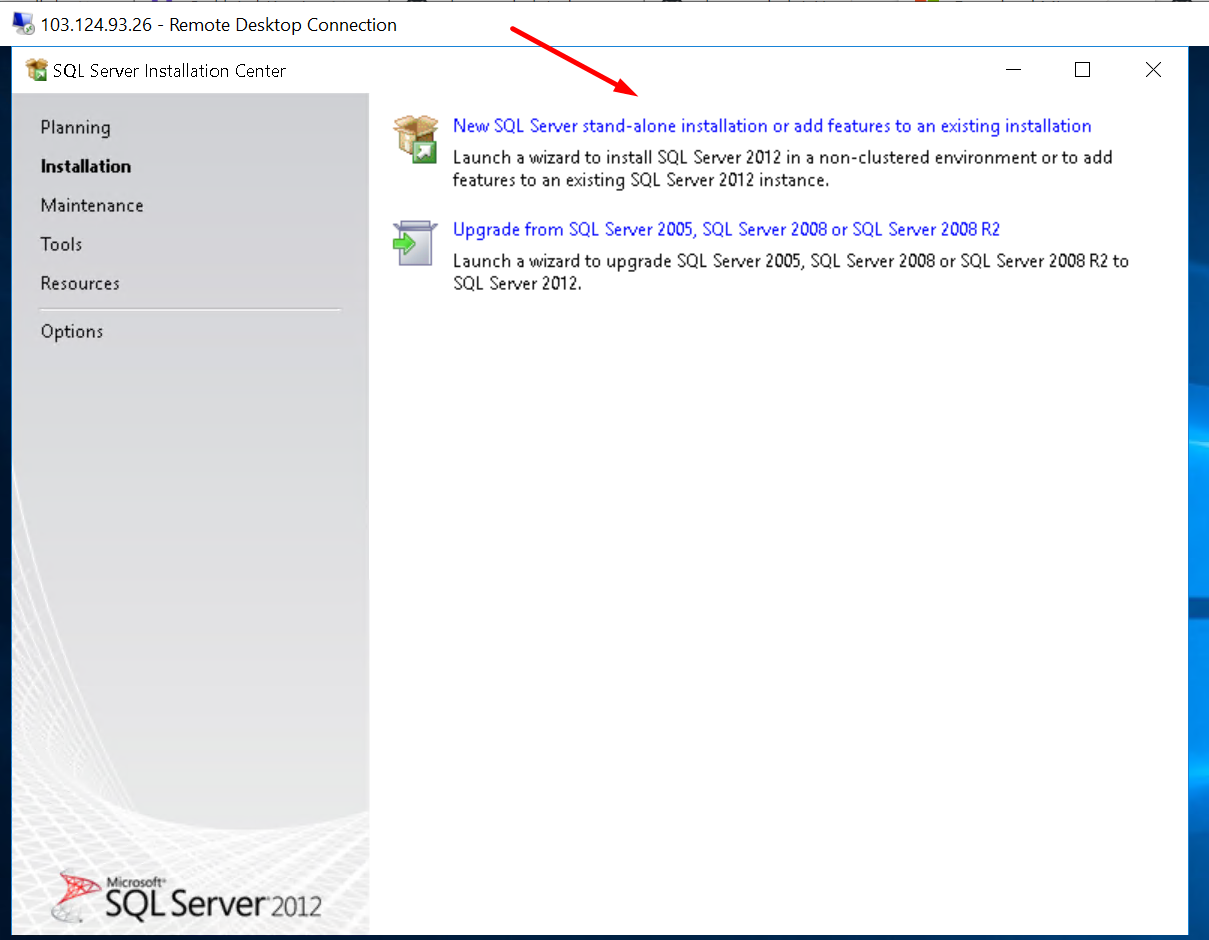 103.124.93.26 - Remote Desktop Connection
SQL Server Installation Center
Planning
Installation
Maintenance
Tools
Resources
Options
New SQL Server stand-alone installation or add features to an existing installation
Launch a wizard to install SQL Server 2012 in a non-clustered environment or to add
features to an existing SQL Server 2012 instance.
Upgrade from SQL Server 2005, SQL Server 2008 or SQL Server 2008 R2
Launch a wizard to upgrade SQL Server 2005, SQL Server 2008 or SQL Server 2008 R2 to
SQL Server 2012.
Microsoft®
SQL Server 2012